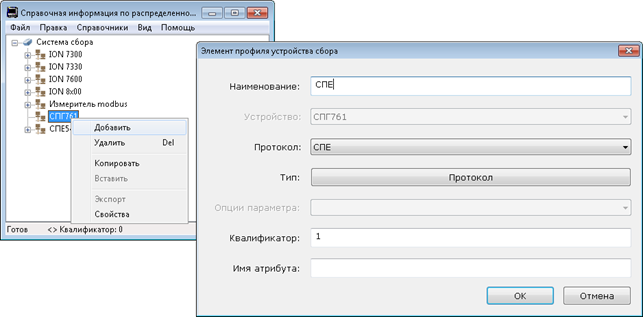 Справочная информация по распределенно...
Файл Правка Справочники Вид Помощь
Система сбора
ION 7300
ION 7330
ION 7600
ION 8x00
Измеритель modbus
СПГ761
СПЕ5
Добавить
Удалить Del
Копировать
Вставить
Экспорт
Свойства
Готов <> Квалификатор: 0
Элемент профиля устройства сбора
Наименование: СПЕ
Устройство: СПГ761
Протокол: СПЕ
Тип: Протокол
Опции параметра:
Квалификатор: 1
Имя атрибута:
ОК Отмена